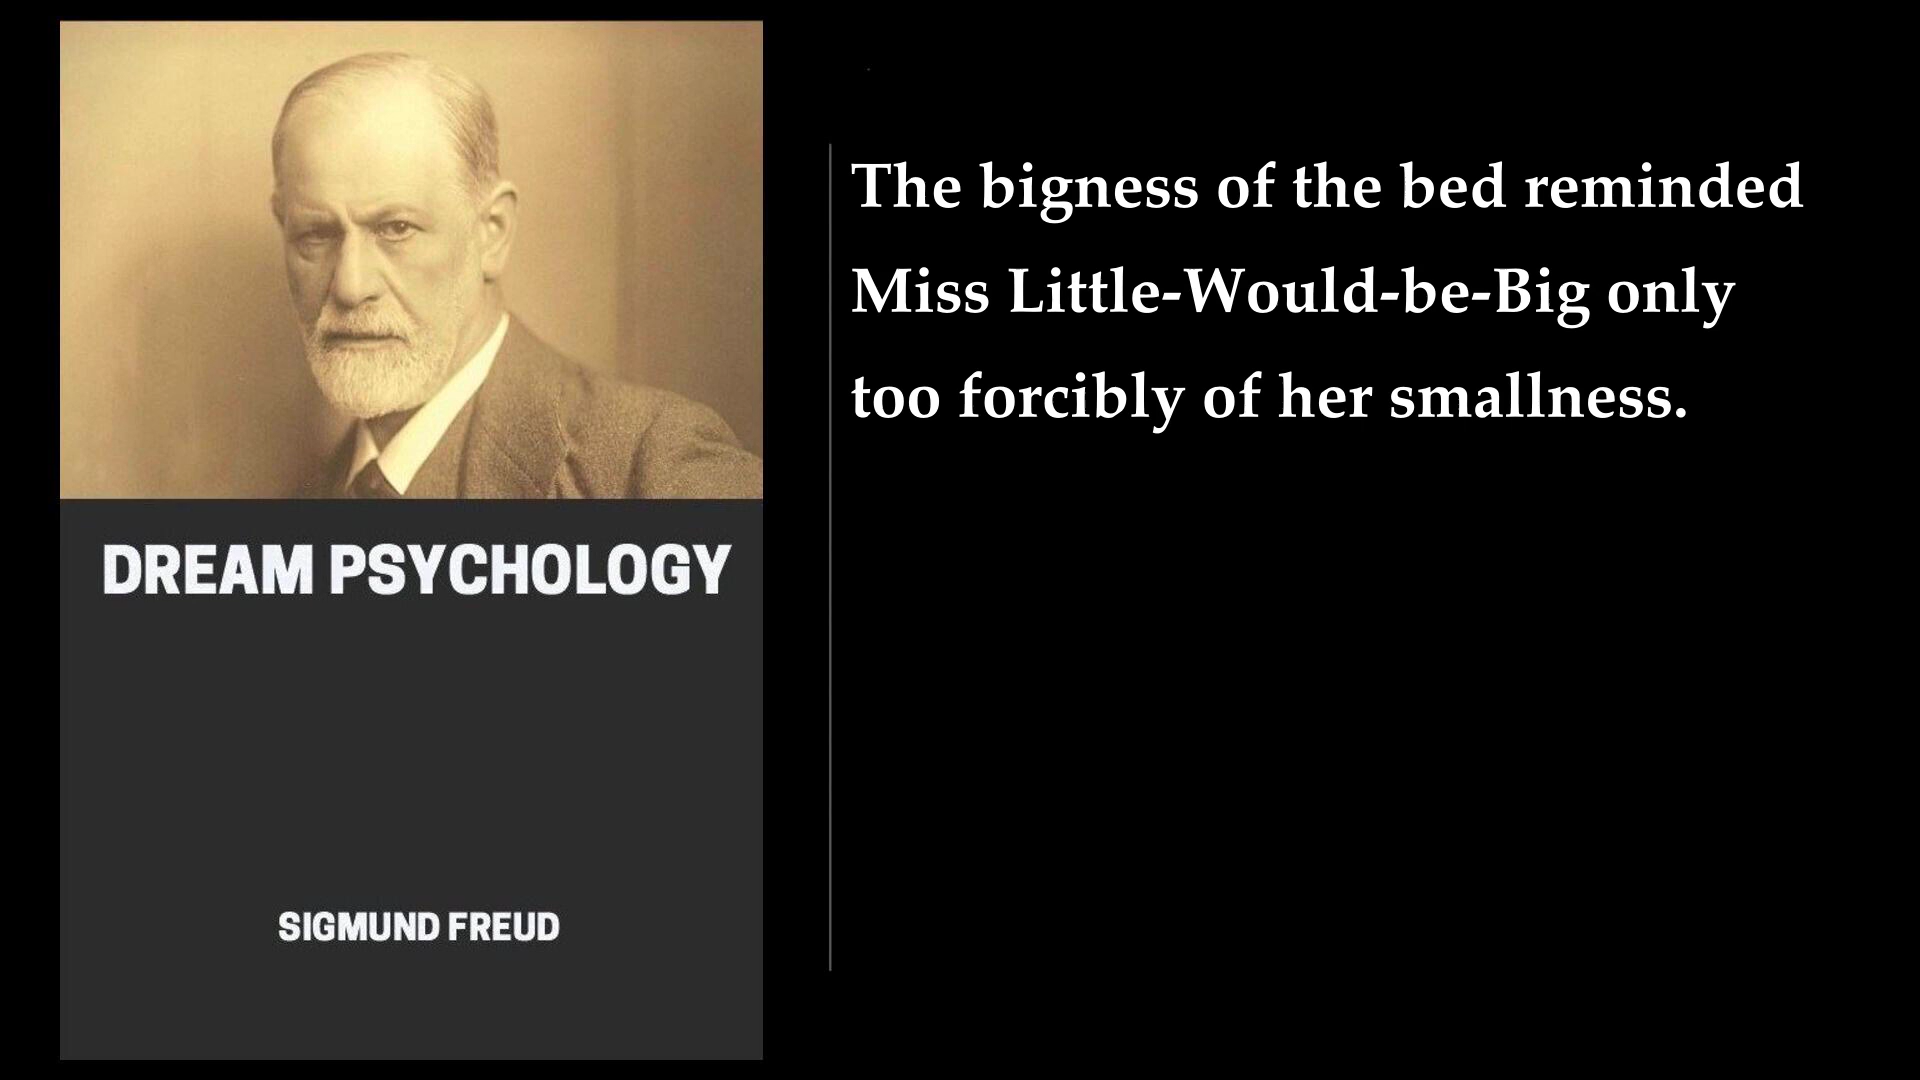 DREAM PSYCHOLOGY
SIGMUND FREUD
The bigness of the bed reminded
Miss Little-Would-be-Big only
too forcibly of her smallness.